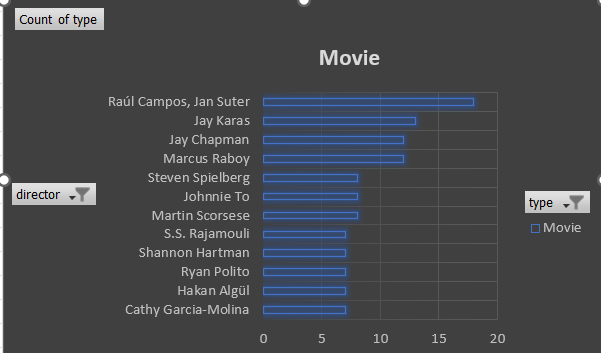 Count of type
Movie
Raúl Campos, Jan Suter
Jay Karas
Jay Chapman
Marcus Raboy
Steven Spielberg
Johnnie To
Martin Scorsese
S.S. Rajamouli
Shannon Hartman
Ryan Polito
Hakan Algül
Cathy Garcia-Molina
director
type
Movie
0 5 10 15 20